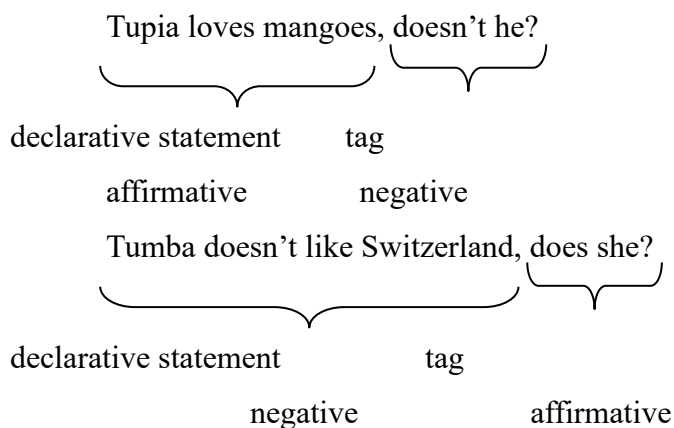 Tupia loves mangoes, doesn’t he?
declarative statement tag
affirmative negative
Tumba doesn’t like Switzerland, does she?
declarative statement tag
negative affirmative